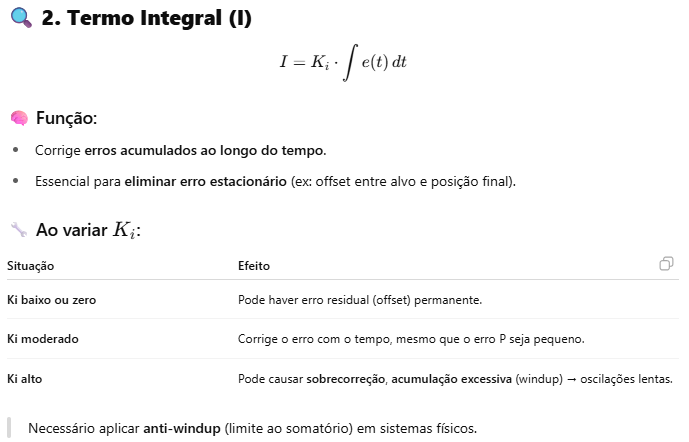 🔍 2. Termo Integral (I)
I = K_i · ∫ e(t) dt
🧠 Função:
• Corrige erros acumulados ao longo do tempo.
• Essencial para eliminar erro estacionário (ex: offset entre alvo e posição final).
🔧 Ao variar K_i:
Situação Efeito
Ki baixo ou zero Pode haver erro residual (offset) permanente.
Ki moderado Corrige o erro com o tempo, mesmo que o erro P seja pequeno.
Ki alto Pode causar sobrecorreção, acumulação excessiva (windup) → oscilações lentas.
Necessário aplicar anti-windup (limite ao somatório) em sistemas físicos.